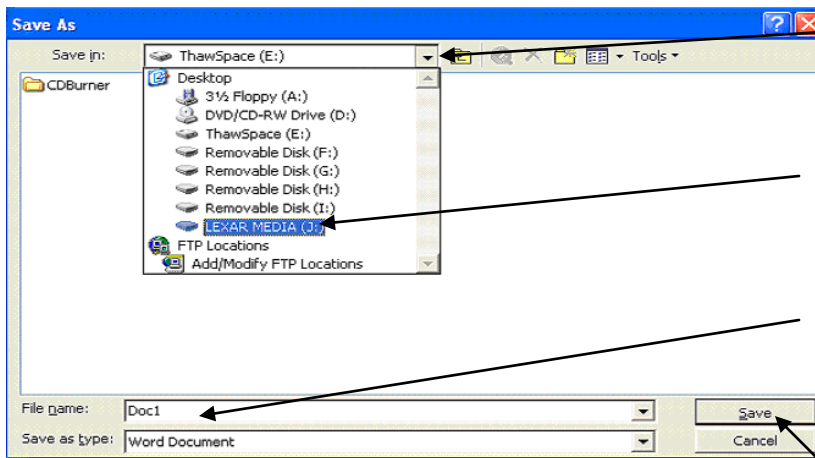 Save As
Save in: ThawSpace (E:) Tools
CDBurner
Desktop
3½ Floppy (A:)
DVD/CD-RW Drive (D:)
ThawSpace (E:)
Removable Disk (F:)
Removable Disk (G:)
Removable Disk (H:)
Removable Disk (I:)
LEXAR MEDIA (J:)
FTP Locations
Add/Modify FTP Locations
File name: Doc1 Save
Save as type: Word Document Cancel